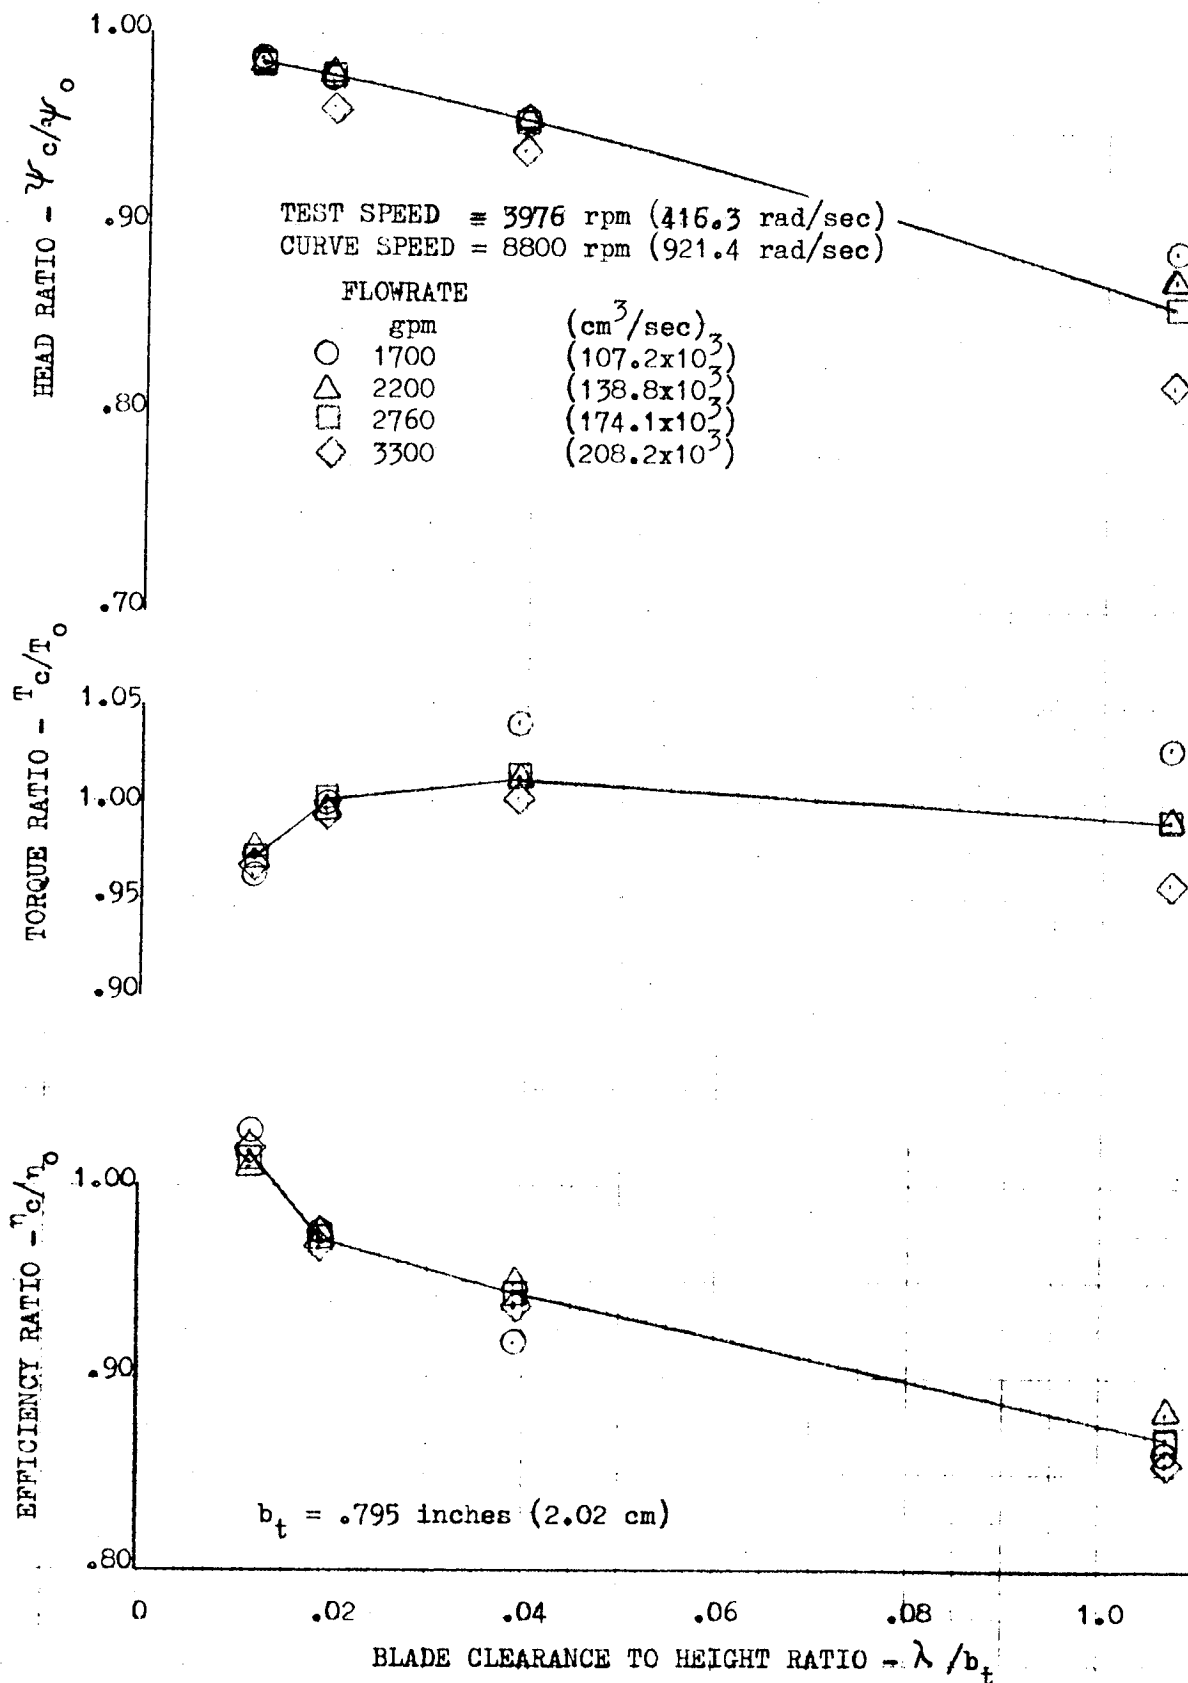 1.00
.90
.80
.70
HEAD RATIO - ψc/ψo
TEST SPEED = 3976 rpm (416.3 rad/sec)
CURVE SPEED = 8800 rpm (921.4 rad/sec)
FLOWRATE
gpm (cm³/sec)
○ 1700 (107.2x10³)
△ 2200 (138.8x10³)
□ 2760 (174.1x10³)
◇ 3300 (208.2x10³)
1.05
1.00
.95
.90
TORQUE RATIO - Tc/To
1.00
.90
.80
EFFICIENCY RATIO - ηc/ηo
b_t = .795 inches (2.02 cm)
0 .02 .04 .06 .08 1.0
BLADE CLEARANCE TO HEIGHT RATIO - λ/b_t